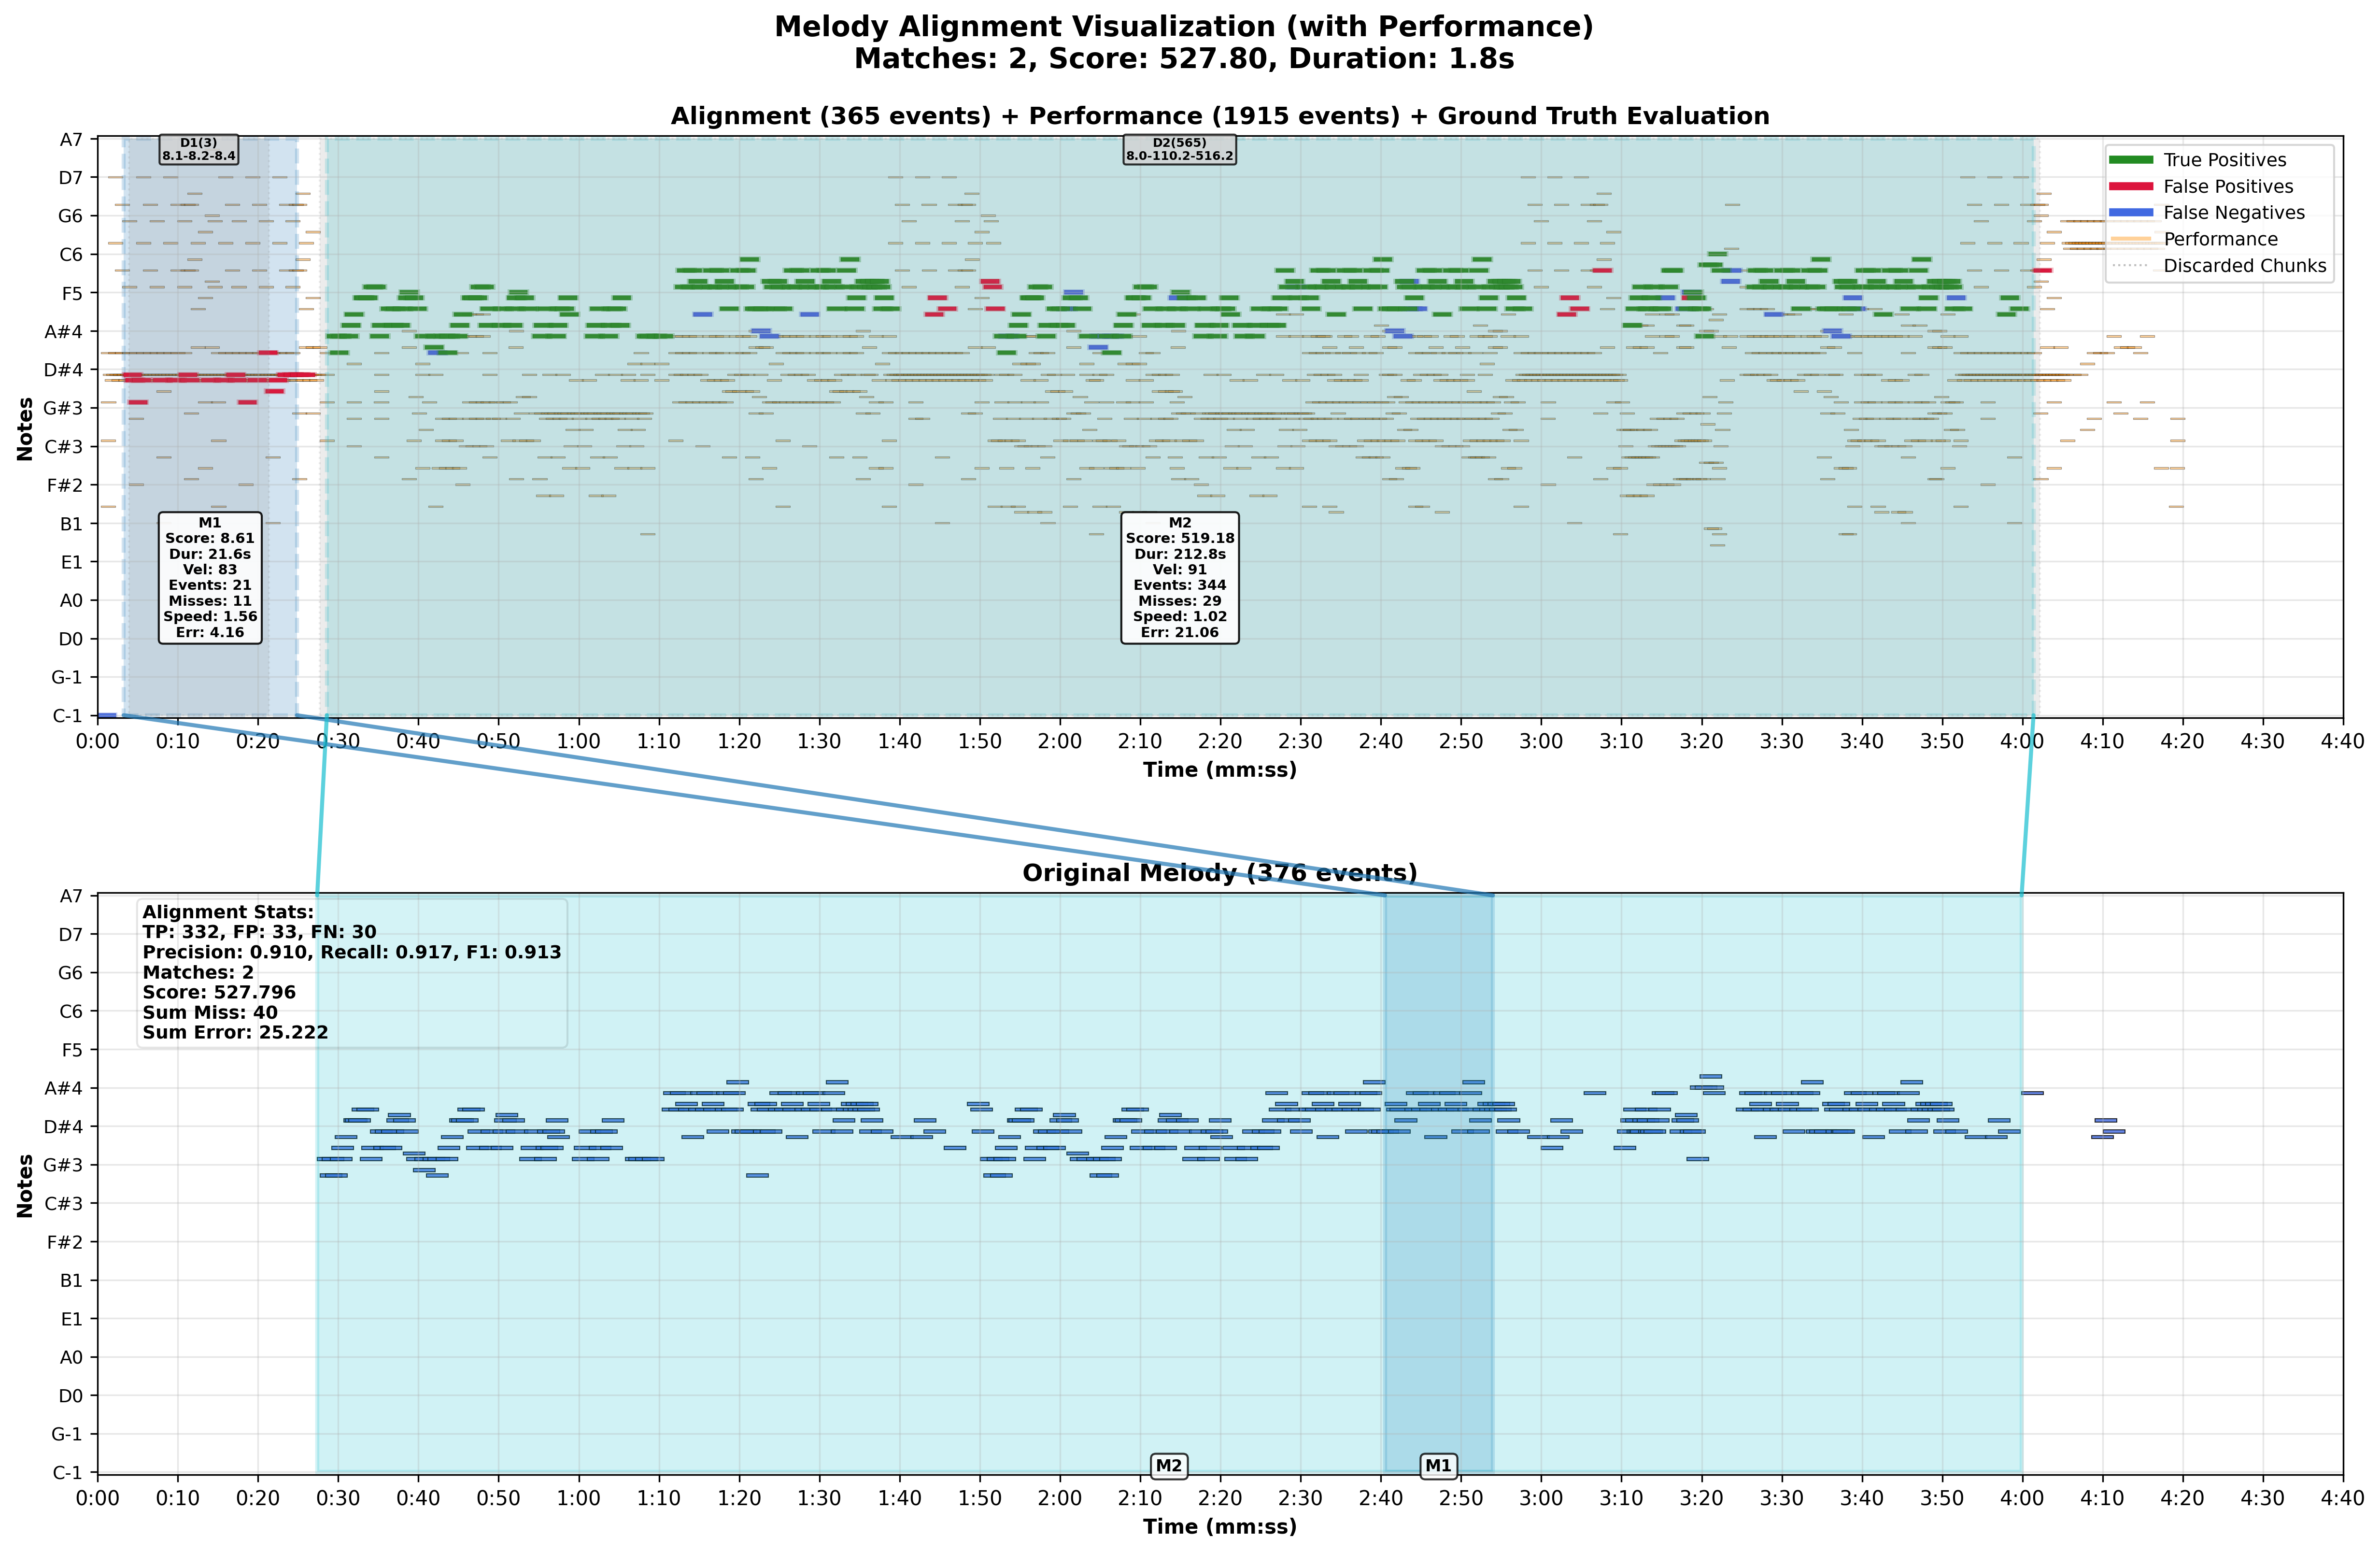 Melody Alignment Visualization (with Performance)
Matches: 2, Score: 527.80, Duration: 1.8s
Alignment (365 events) + Performance (1915 events) + Ground Truth Evaluation
A7
D7
G6
C6
F5
A#4
D#4
G#3
C#3
F#2
B1
E1
A0
D0
G-1
C-1
Notes
D1(3)
8.1-8.2-8.4
D2(565)
8.0-110.2-516.2
True Positives
False Positives
False Negatives
Performance
Discarded Chunks
M1
Score: 8.61
Dur: 21.6s
Vel: 83
Events: 21
Misses: 11
Speed: 1.56
Err: 4.16
M2
Score: 519.18
Dur: 212.8s
Vel: 91
Events: 344
Misses: 29
Speed: 1.02
Err: 21.06
0:00 0:10 0:20 0:30 0:40 0:50 1:00 1:10 1:20 1:30 1:40 1:50 2:00 2:10 2:20 2:30 2:40 2:50 3:00 3:10 3:20 3:30 3:40 3:50 4:00 4:10 4:20 4:30 4:40
Time (mm:ss)
Original Melody (376 events)
A7
D7
G6
C6
F5
A#4
D#4
G#3
C#3
F#2
B1
E1
A0
D0
G-1
C-1
Notes
Alignment Stats:
TP: 332, FP: 33, FN: 30
Precision: 0.910, Recall: 0.917, F1: 0.913
Matches: 2
Score: 527.796
Sum Miss: 40
Sum Error: 25.222
M2
M1
0:00 0:10 0:20 0:30 0:40 0:50 1:00 1:10 1:20 1:30 1:40 1:50 2:00 2:10 2:20 2:30 2:40 2:50 3:00 3:10 3:20 3:30 3:40 3:50 4:00 4:10 4:20 4:30 4:40
Time (mm:ss)